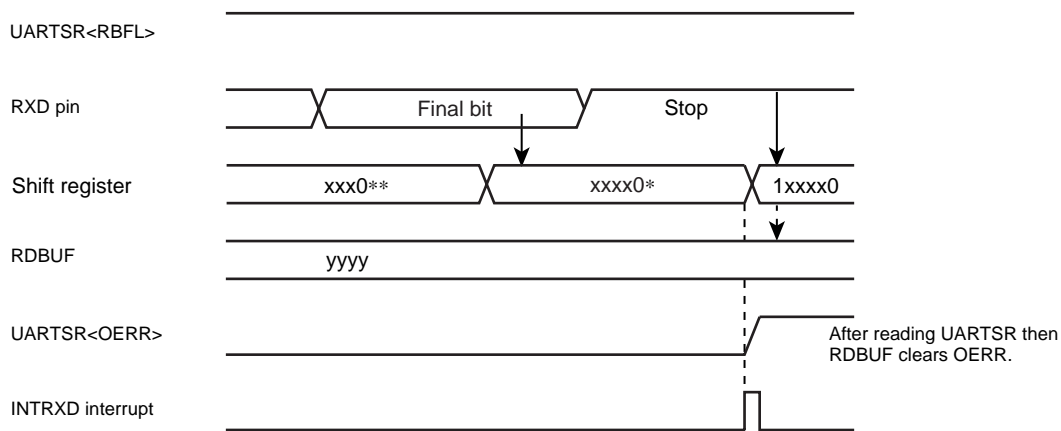 UARTSR<RBFL>
RXD pin
Final bit
Stop
Shift register
xxx0**
xxxx0*
1xxxx0
RDBUF
yyyy
UARTSR<OERR>
After reading UARTSR then
RDBUF clears OERR.
INTRXD interrupt